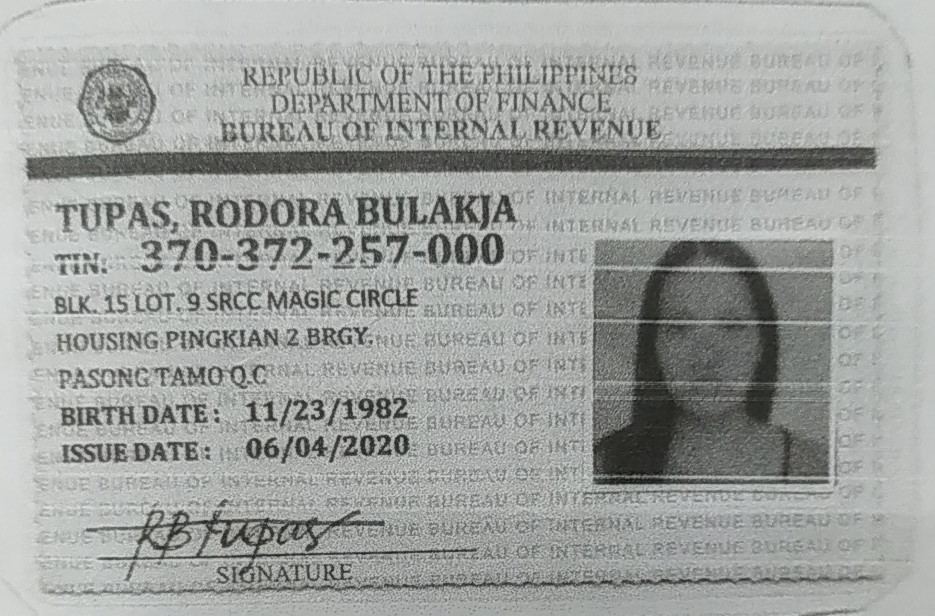 REPUBLIC OF THE PHILIPPINES
DEPARTMENT OF FINANCE
BUREAU OF INTERNAL REVENUE
TUPAS, RODORA BULAKJA
TIN: 370-372-257-000
BLK. 15 LOT. 9 SRCC MAGIC CIRCLE
HOUSING PINGKIAN 2 BRGY.
PASONG TAMO Q.C
BIRTH DATE : 11/23/1982
ISSUE DATE : 06/04/2020
RBtupas
SIGNATURE